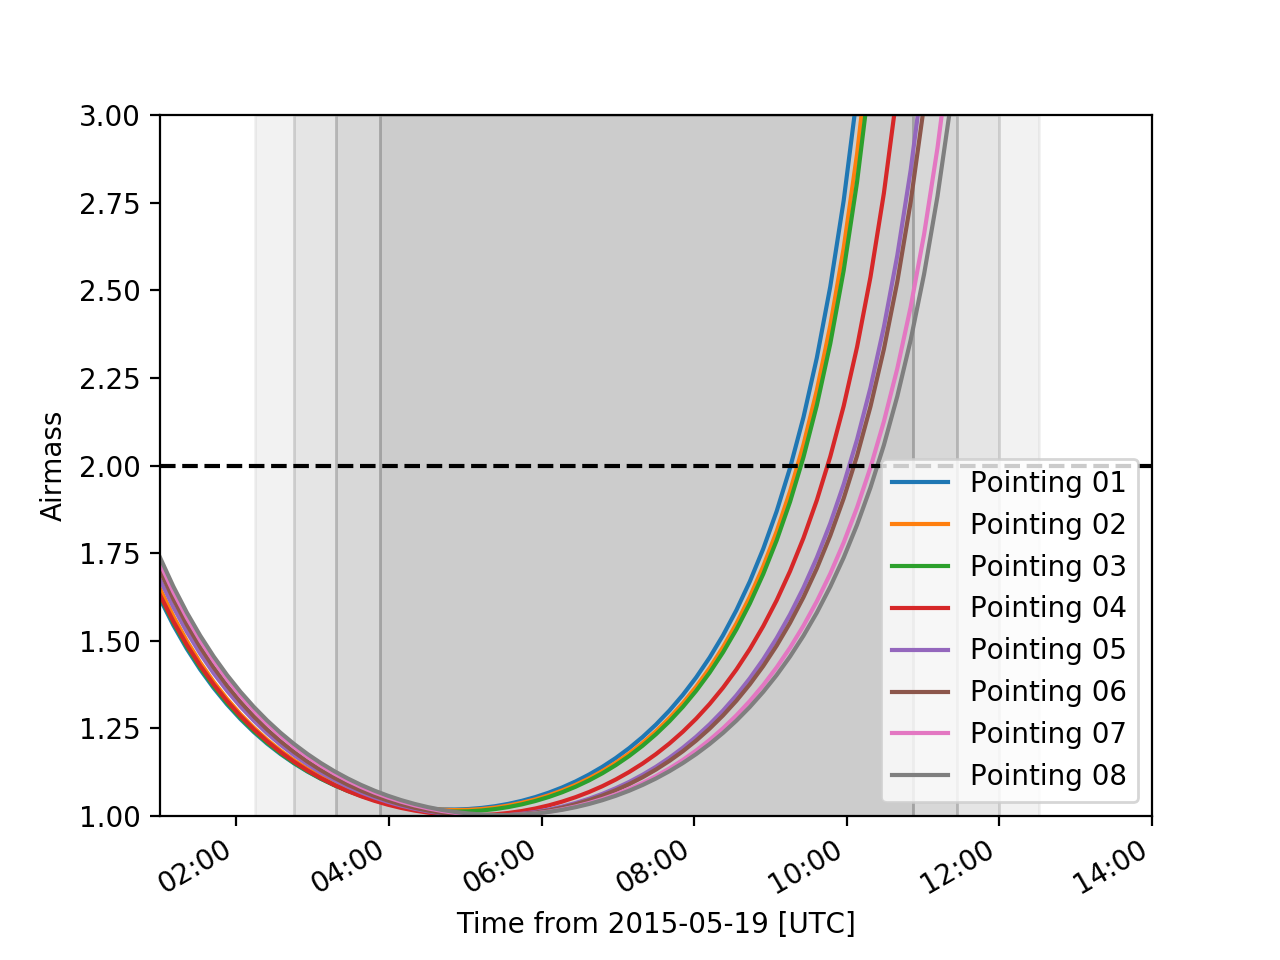 3.00
2.75
2.50
2.25
2.00
1.75
1.50
1.25
1.00
Airmass
Pointing 01
Pointing 02
Pointing 03
Pointing 04
Pointing 05
Pointing 06
Pointing 07
Pointing 08
02:00 04:00 06:00 08:00 10:00 12:00 14:00
Time from 2015-05-19 [UTC]